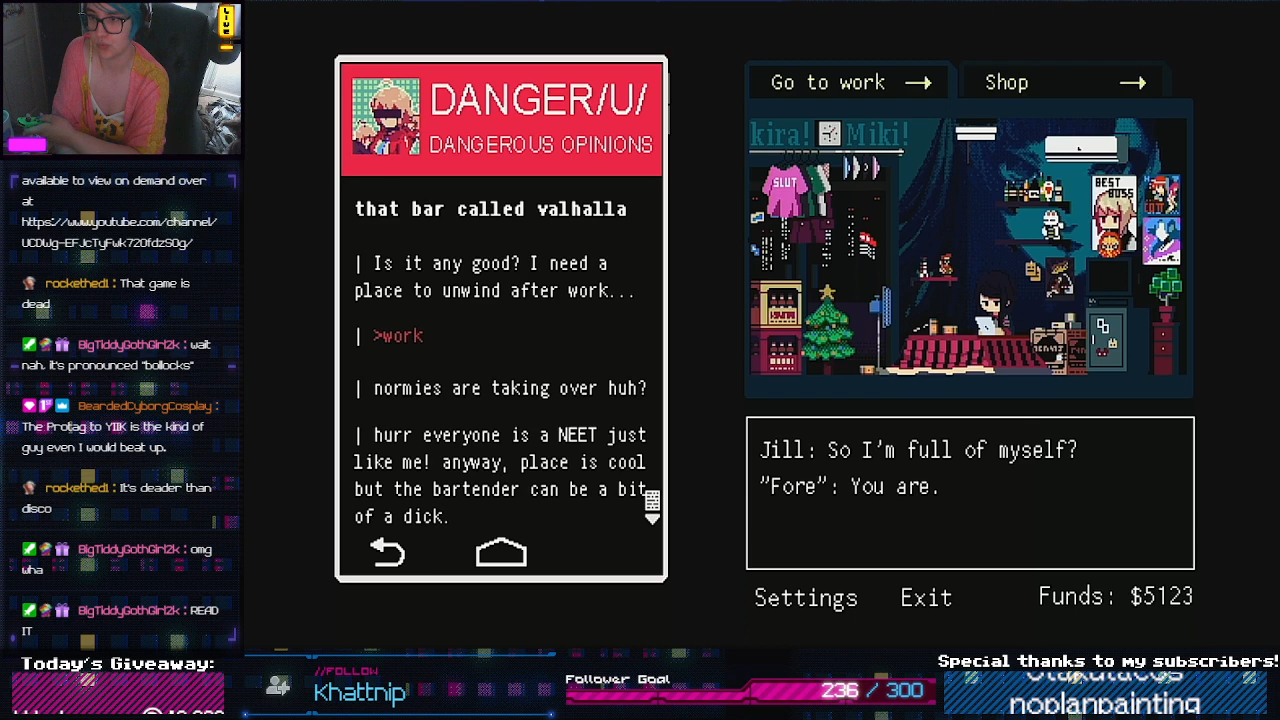 LIVE
available to view on demand over
at
https://www.youtube.com/channel/
rockethed1: That game is
dead
BigTiddyGothGirl2k: wait
nah. it's pronounced "bollocks"
BeardedCyborgCosplay:
The Protag to YIIK is the kind of
guy even I would beat up.
rockethed1: It's deader than
disco
BigTiddyGothGirl2k: omg
wha
BigTiddyGothGirl2k: READ
IT
Today's Giveaway:
DANGER/U/
DANGEROUS OPINIONS
that bar called valhalla
| Is it any good? I need a
place to unwind after work...
| >work
| normies are taking over huh?
| hurr everyone is a NEET just
like me! anyway, place is cool
but the bartender can be a bit
of a dick.
Go to work
Shop
kira! Miki!
SLUT
BEST
BOSS
Jill: So I'm full of myself?
"Fore": You are.
Settings
Exit
Funds: $5123
//FOLLOW
Khattnip
Follower Goal
236 / 300
Special thanks to my subscribers!
noplanpainting